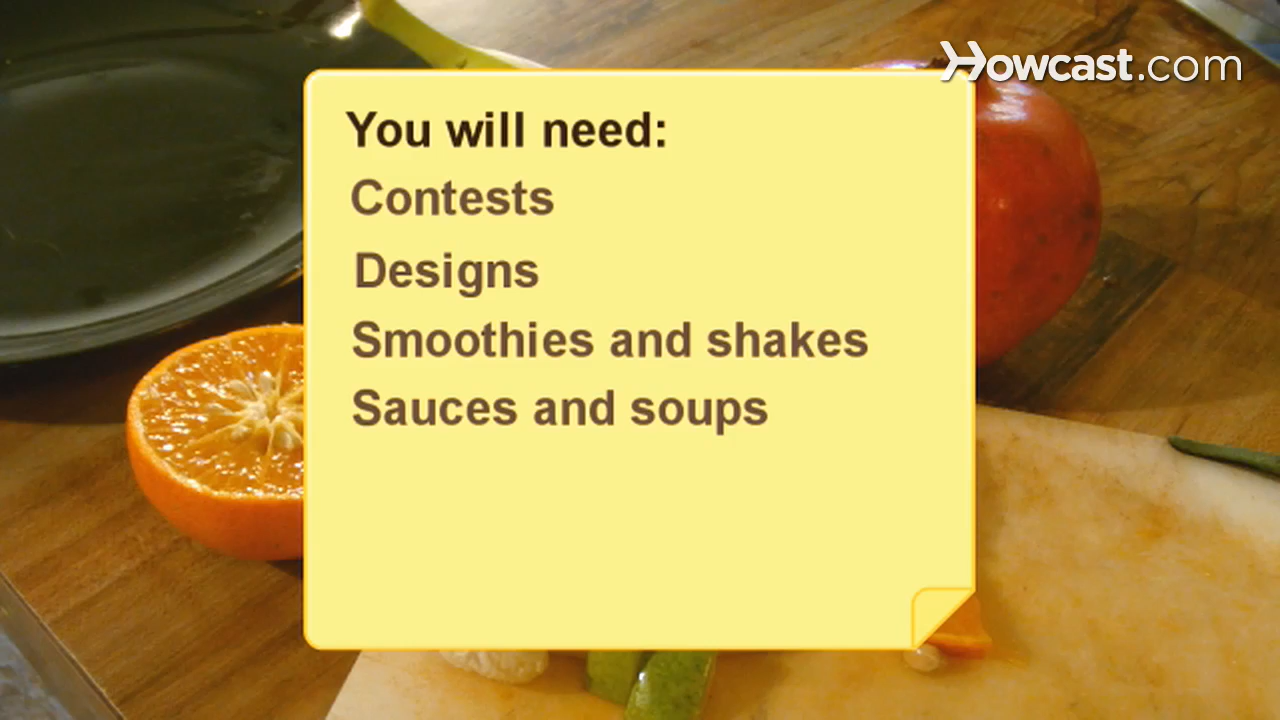 Howcast.com
You will need:
Contests
Designs
Smoothies and shakes
Sauces and soups